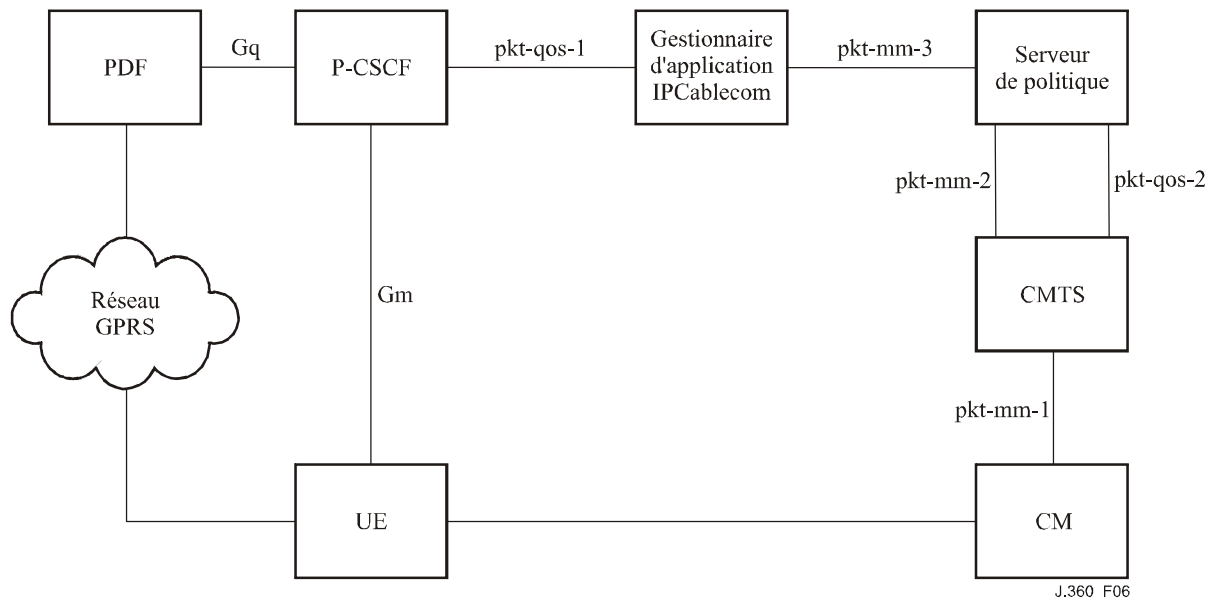 PDF
Gq
P-CSCF
pkt-qos-1
Gestionnaire
d'application
IPCablecom
pkt-mm-3
Serveur
de politique
pkt-mm-2
pkt-qos-2
Réseau
GPRS
Gm
CMTS
pkt-mm-1
UE
CM
J.360_F06